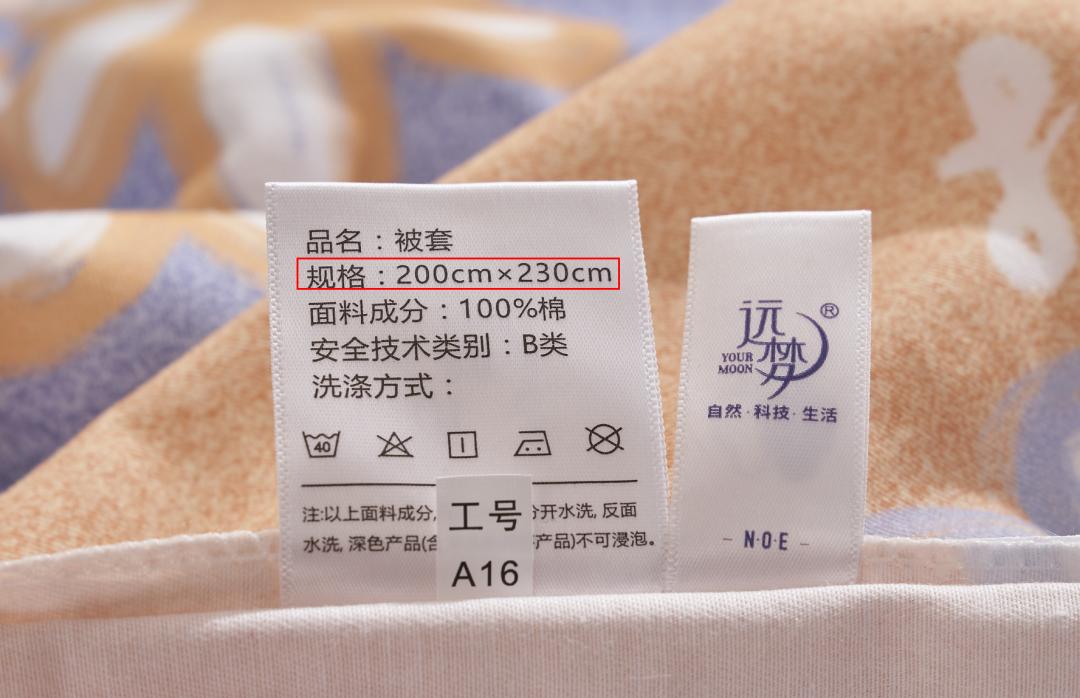 品名：被套
规格：200cm×230cm
面料成分：100%棉
安全技术类别：B类
洗涤方式：
40
注:以上面料成分,
分开水洗, 反面
水洗, 深色产品(含
产品)不可浸泡。
工号
A16
远梦®
YOUR
MOON
自然·科技·生活
- N·O·E -